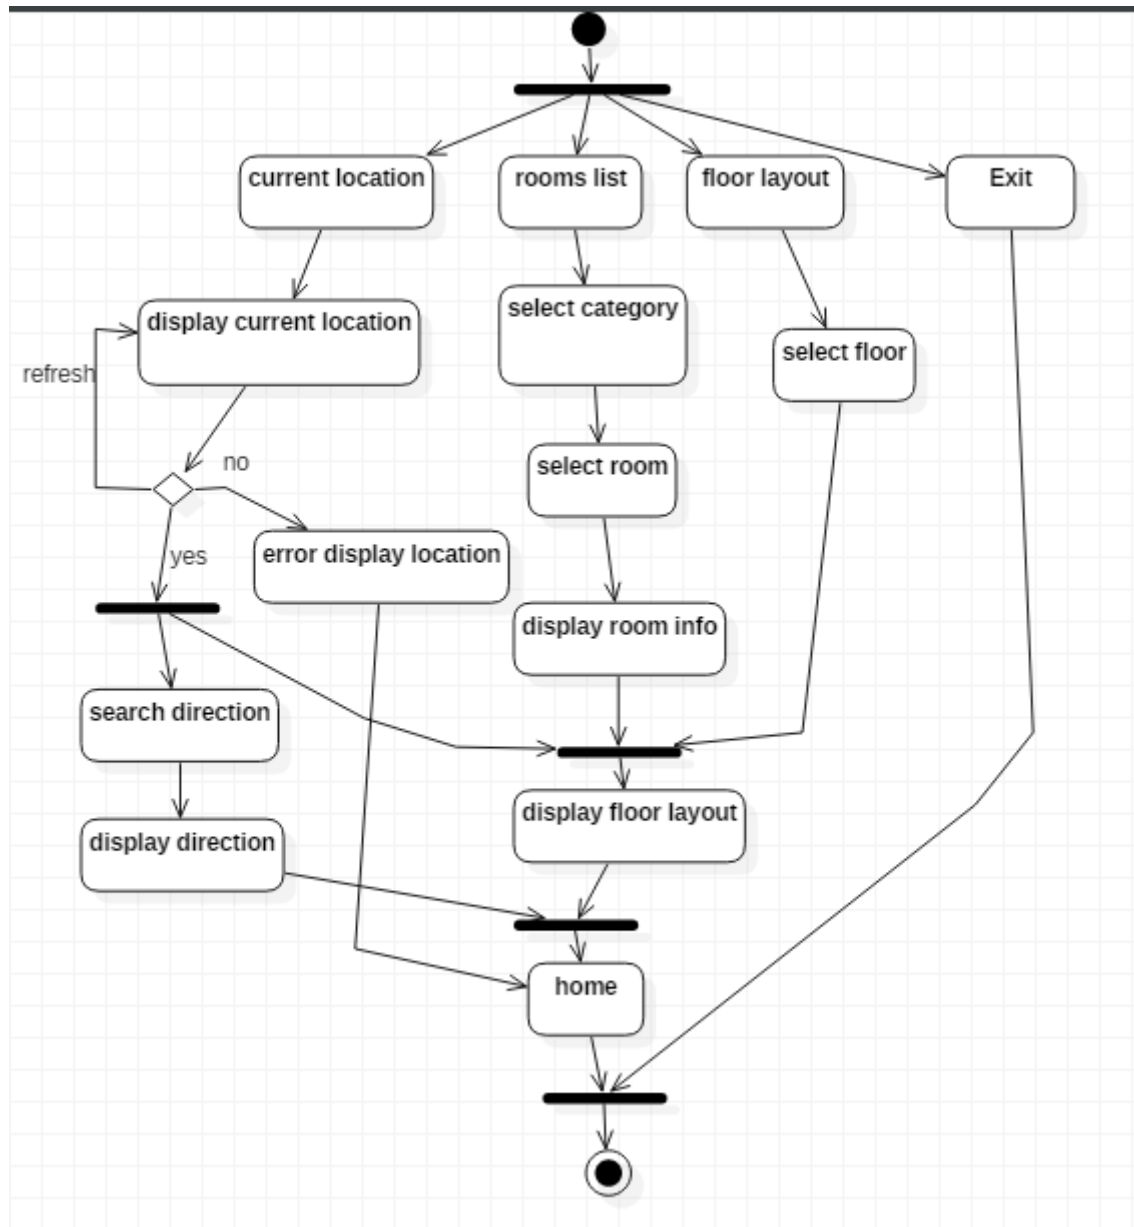 current location
rooms list
floor layout
Exit
display current location
select category
select floor
refresh
no
select room
error display location
yes
display room info
search direction
display floor layout
display direction
home